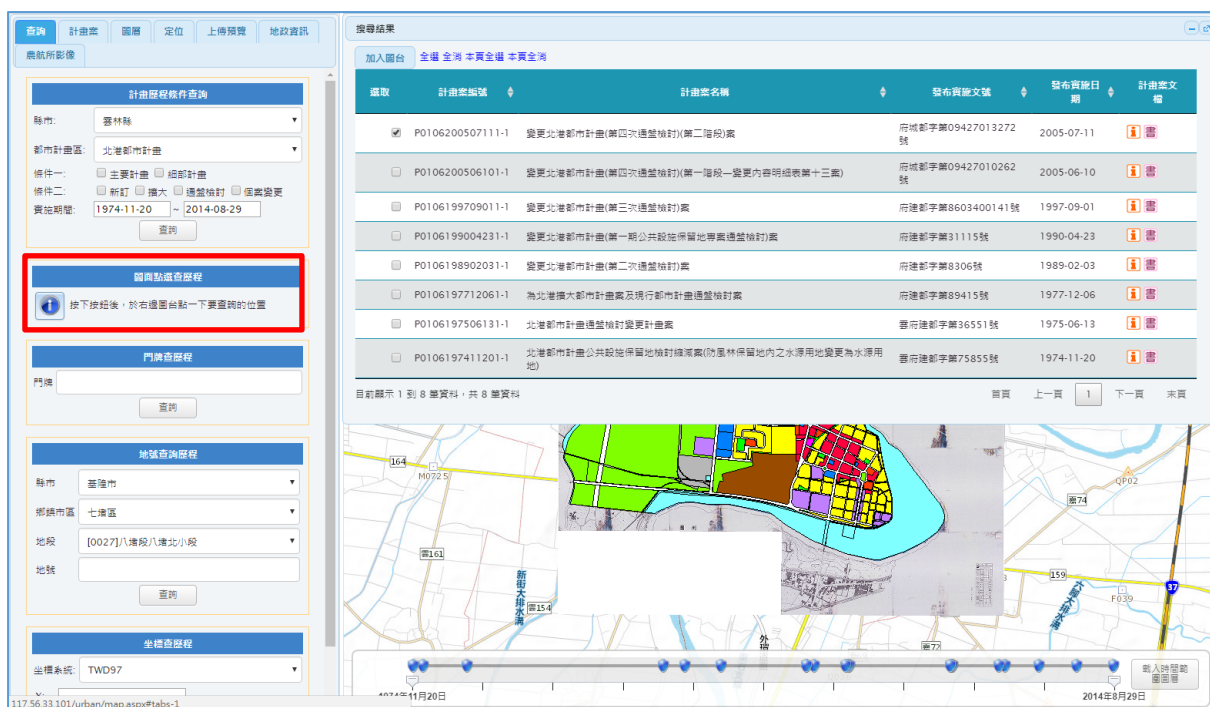 查詢 計畫案 圖層 定位 上傳預覽 地政資訊
農航所影像
計畫歷程條件查詢
縣市: 雲林縣
都市計畫區: 北港都市計畫
條件一: 主要計畫 細部計畫
條件二: 新訂 擴大 通盤檢討 個案變更
實施期間: 1974-11-20 ~ 2014-08-29
查詢
圖面點選查歷程
按下按鈕後，於右邊圖台點一下要查詢的位置
門牌查歷程
門牌
查詢
地號查詢歷程
縣市 基隆市
鄉鎮市區 七堵區
地段 [0027]八堵段八堵北小段
地號
查詢
坐標查歷程
坐標系統: TWD97
117.56.33.101/urban/map.aspx#tabs-1
搜尋結果
加入圖台 全選 全消 本頁全選 本頁全消
選取 計畫案編號 計畫案名稱 發布實施文號 發布實施日期 計畫案文檔
P0106200507111-1 變更北港都市計畫(第四次通盤檢討)(第二階段)案 府城都字第09427013272號 2005-07-11 書
P0106200506101-1 變更北港都市計畫(第四次通盤檢討)(第一階段—變更內容明細表第十三案) 府城都字第09427010262號 2005-06-10 書
P0106199709011-1 變更北港都市計畫(第三次通盤檢討)案 府建都字第8603400141號 1997-09-01 書
P0106199004231-1 變更北港都市計畫(第一期公共設施保留地專案通盤檢討)案 府建都字第31115號 1990-04-23 書
P0106198902031-1 變更北港都市計畫(第二次通盤檢討)案 府建都字第8306號 1989-02-03 書
P0106197712061-1 為北港擴大都市計畫案及現行都市計畫通盤檢討案 府建都字第89415號 1977-12-06 書
P0106197506131-1 北港都市計畫通盤檢討變更計畫案 雲府建都字第36551號 1975-06-13 書
P0106197411201-1 北港都市計畫公共設施保留地檢討縮減案(防風林保留地內之水源用地變更為水源用地) 雲府建都字第75855號 1974-11-20 書
目前顯示 1 到 8 筆資料，共 8 筆資料
首頁 上一頁 1 下一頁 末頁
164
M0725
QP02
嘉74
雲161
新街大排水溝
雲154
159
37
F039
六腳大排水溝
嘉72
載入時間範圍圖層
1974年11月20日
2014年8月29日